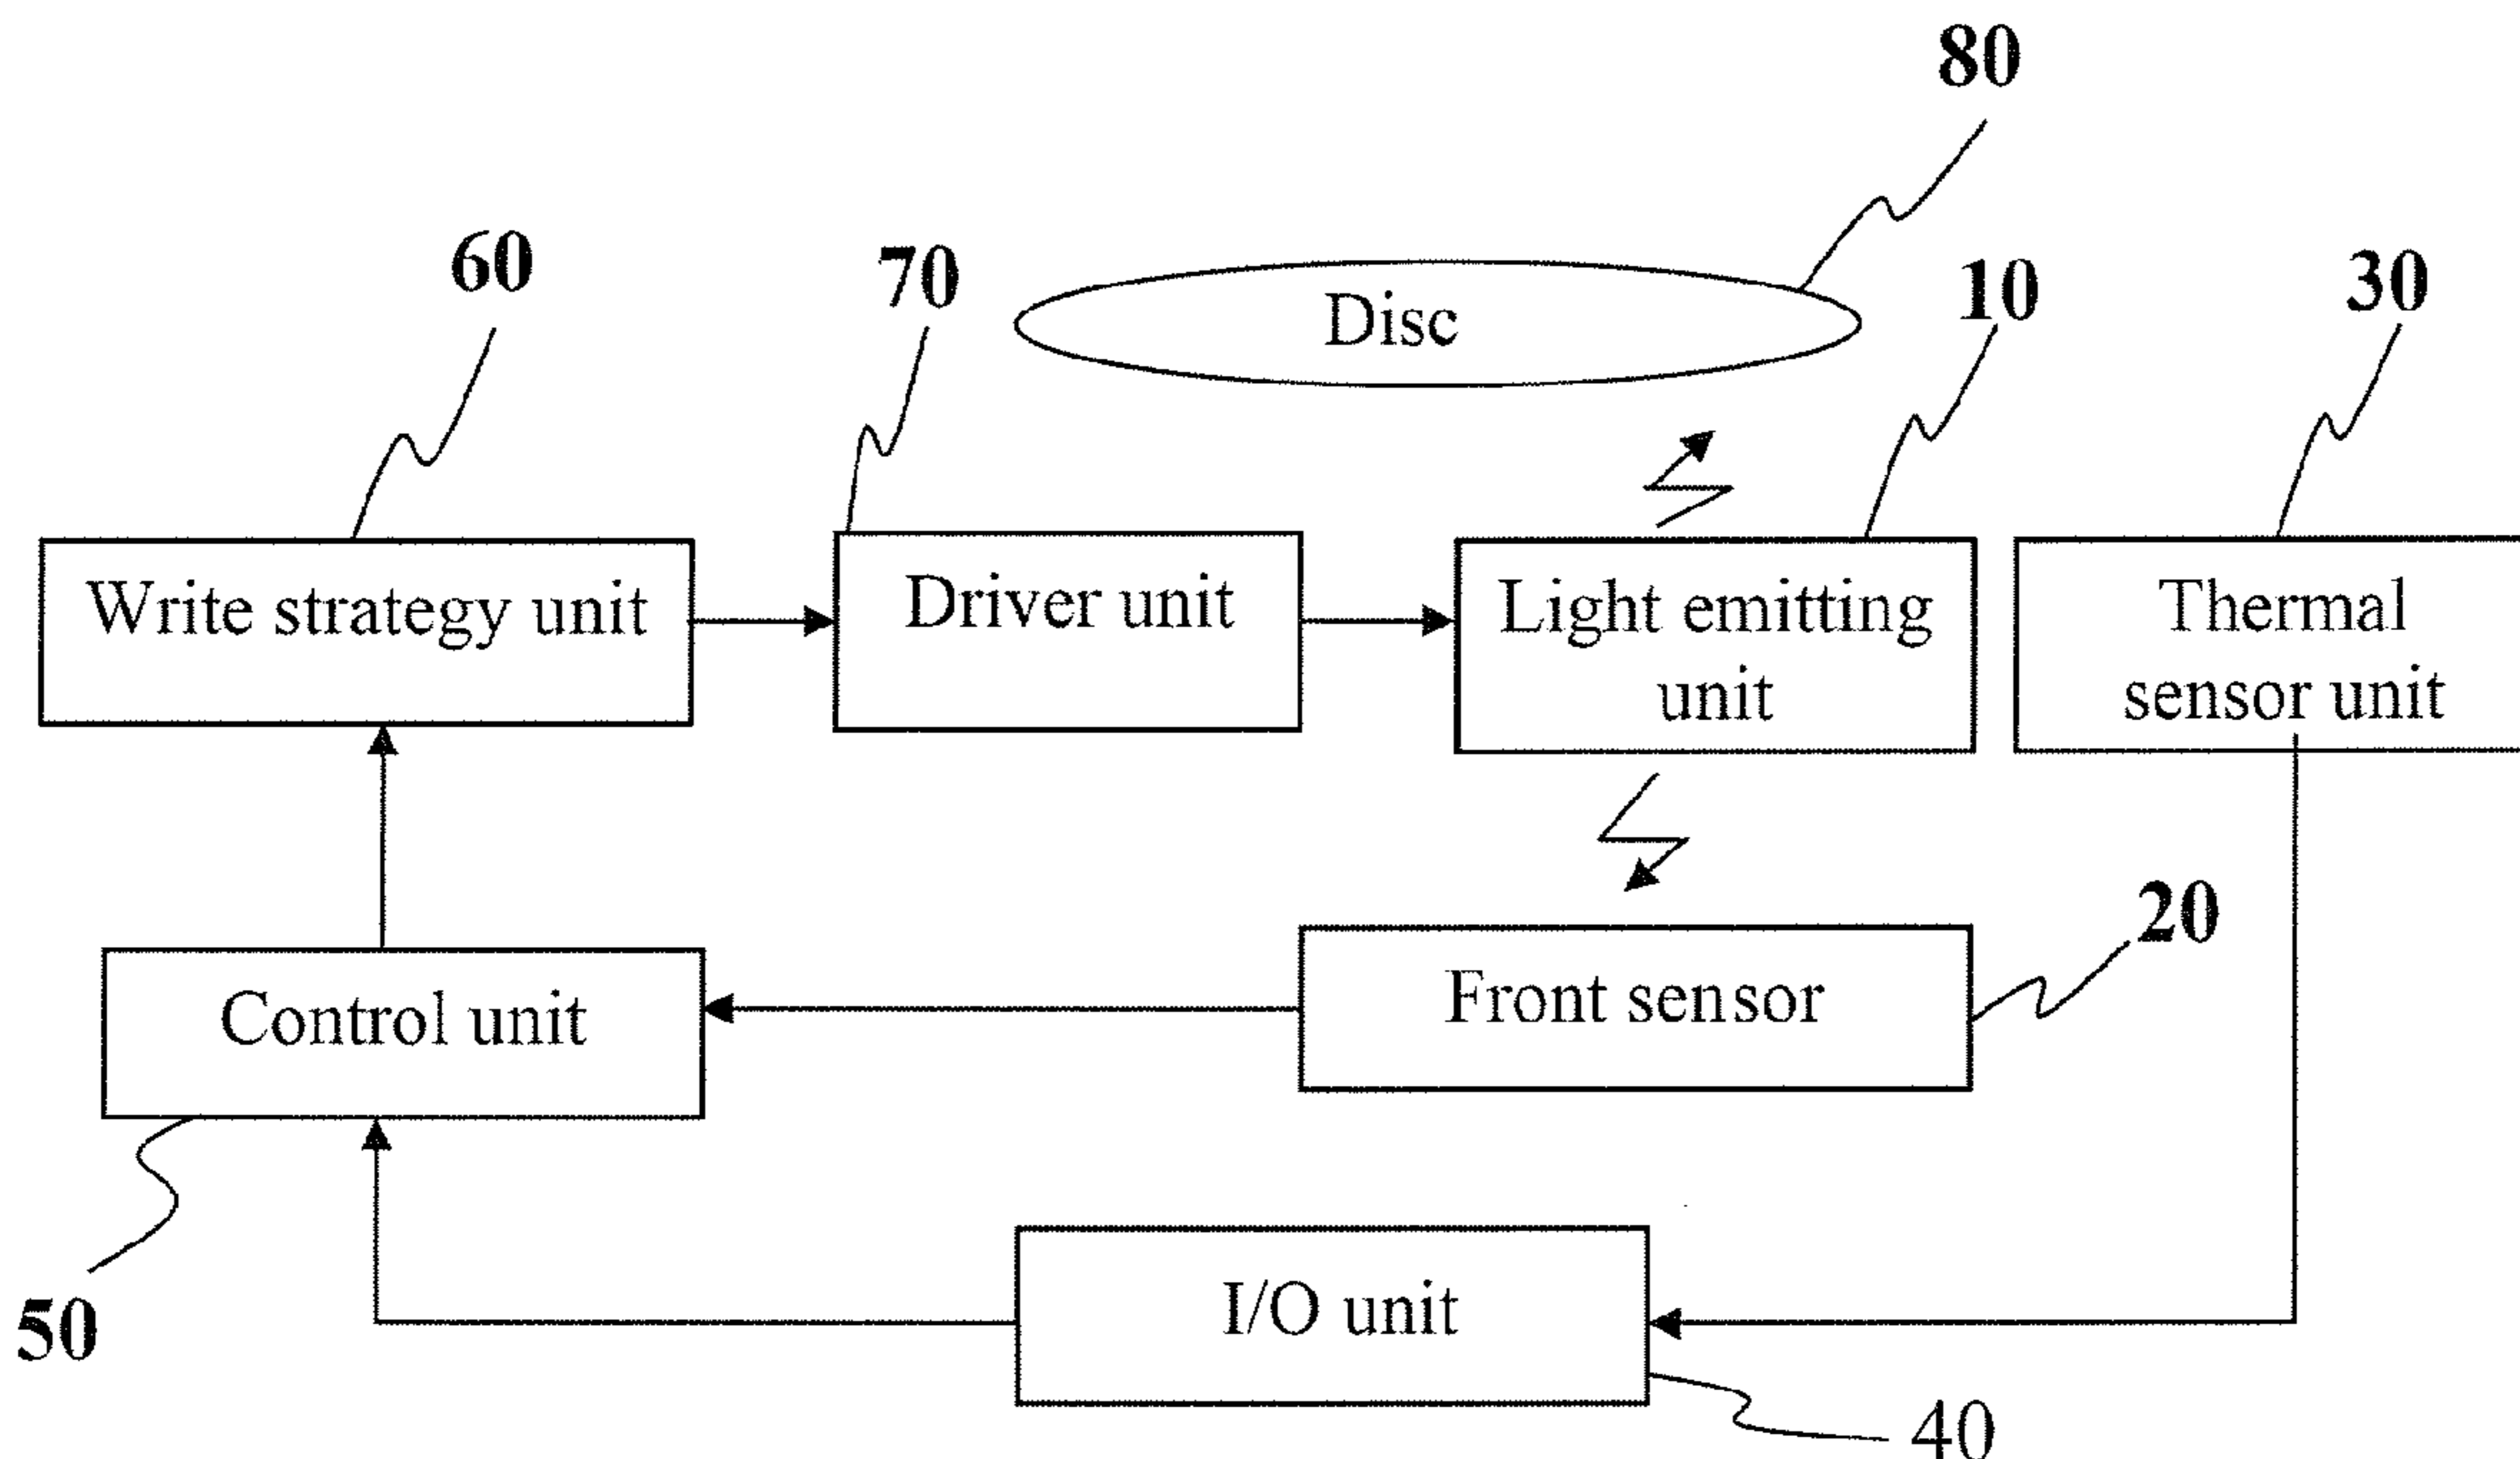 80
60
70
Disc
10
30
Write strategy unit
Driver unit
Light emitting
unit
Thermal
sensor unit
20
Control unit
Front sensor
50
I/O unit
40